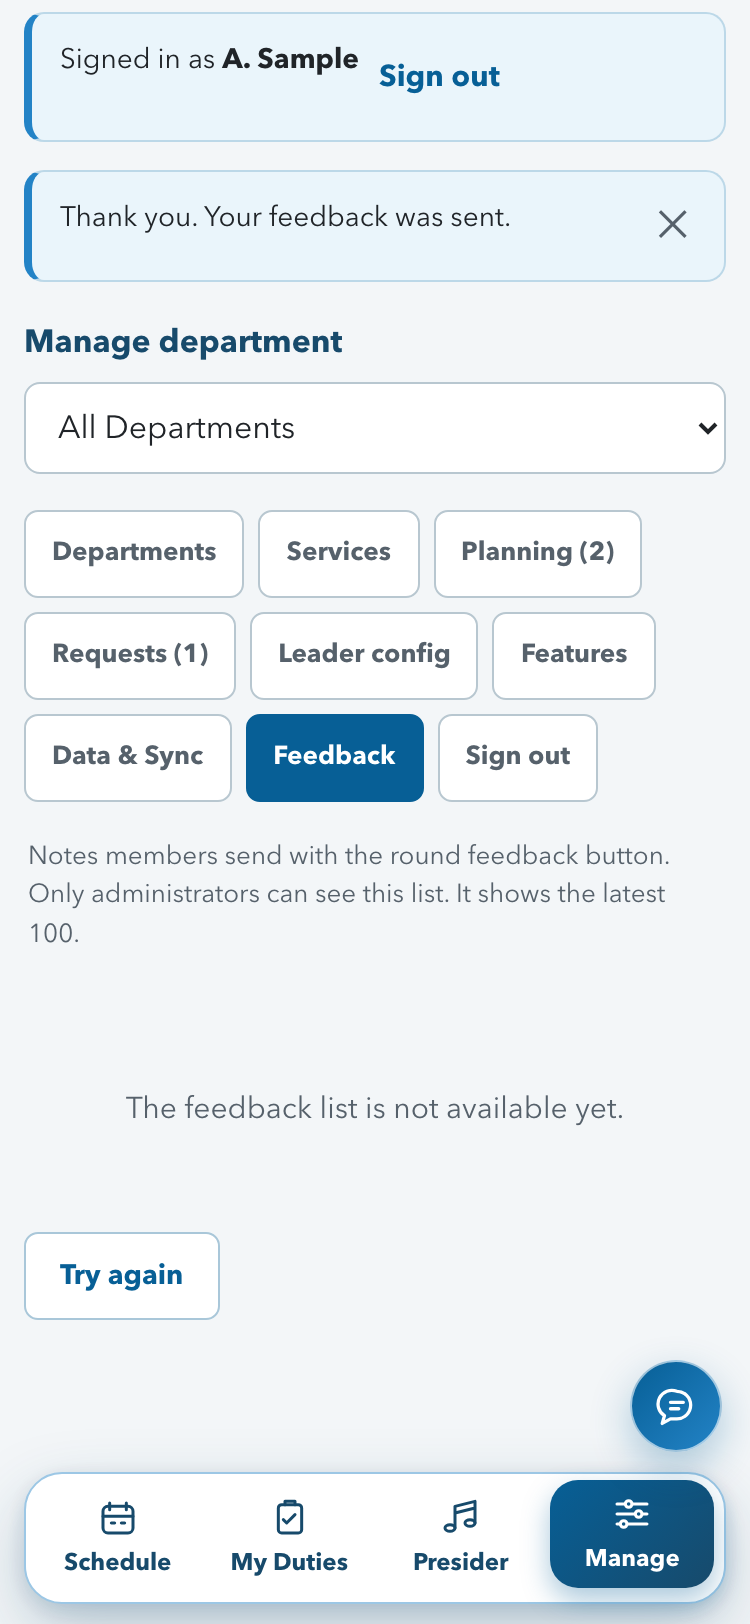 Signed in as A. Sample
Sign out
Thank you. Your feedback was sent.
Manage department
All Departments
Departments
Services
Planning (2)
Requests (1)
Leader config
Features
Data & Sync
Feedback
Sign out
Notes members send with the round feedback button.
Only administrators can see this list. It shows the latest
100.
The feedback list is not available yet.
Try again
Schedule
My Duties
Presider
Manage